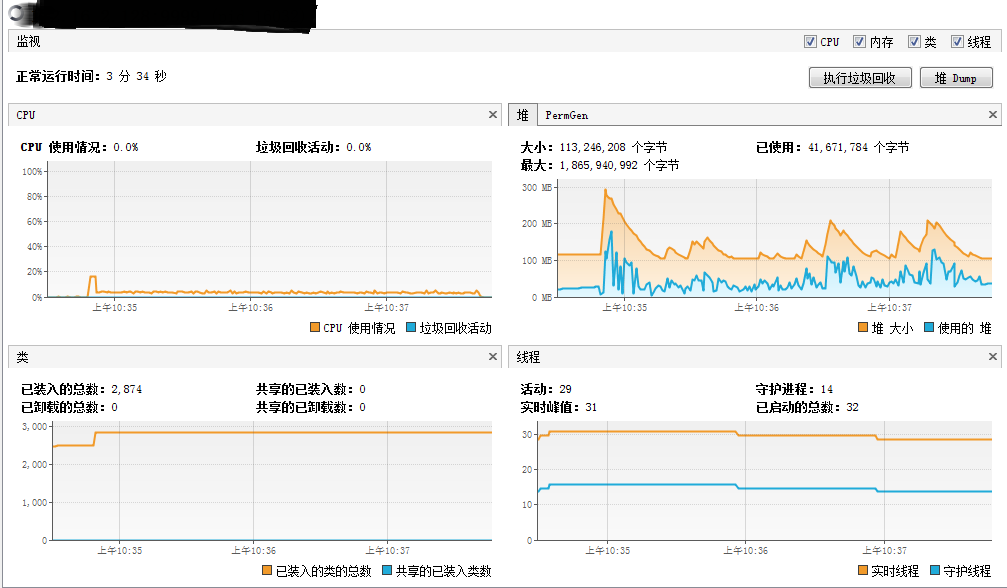 监视
CPU 内存 类 线程
正常运行时间: 3 分 34 秒
执行垃圾回收 堆 Dump
CPU
CPU 使用情况: 0.0% 垃圾回收活动: 0.0%
100%
80%
60%
40%
20%
0%
上午10:35 上午10:36 上午10:37
CPU 使用情况 垃圾回收活动
堆 PermGen
大小: 113,246,208 个字节 已使用: 41,671,784 个字节
最大: 1,865,940,992 个字节
300 MB
200 MB
100 MB
0 MB
上午10:35 上午10:36 上午10:37
堆 大小 使用的 堆
类
已装入的总数: 2,874 共享的已装入数: 0
已卸载的总数: 0 共享的已卸载数: 0
3,000
2,000
1,000
0
上午10:35 上午10:36 上午10:37
已装入的类的总数 共享的已装入类数
线程
活动: 29 守护进程: 14
实时峰值: 31 已启动的总数: 32
30
20
10
0
上午10:35 上午10:36 上午10:37
实时线程 守护线程